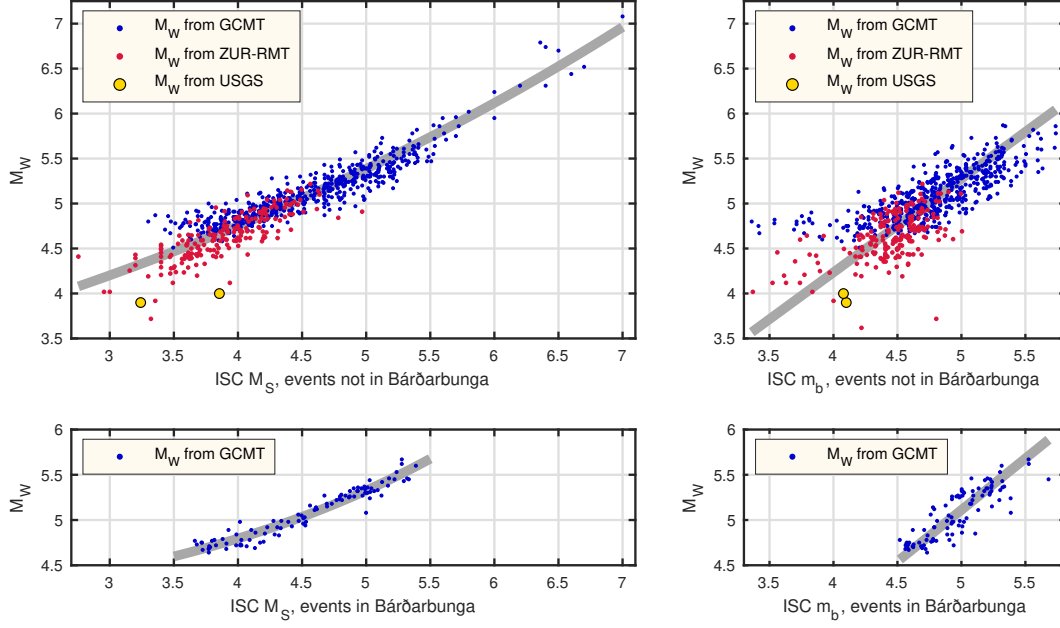 M_W from GCMT
M_W from ZUR-RMT
M_W from USGS
7
6.5
6
5.5
5
4.5
4
3.5
M_W
3 3.5 4 4.5 5 5.5 6 6.5 7
ISC M_S, events not in Bárðarbunga
M_W from GCMT
M_W from ZUR-RMT
M_W from USGS
7
6.5
6
5.5
5
4.5
4
3.5
M_W
3.5 4 4.5 5 5.5
ISC m_b, events not in Bárðarbunga
M_W from GCMT
6
5.5
5
4.5
M_W
3 3.5 4 4.5 5 5.5 6 6.5 7
ISC M_S, events in Bárðarbunga
M_W from GCMT
6
5.5
5
4.5
M_W
3.5 4 4.5 5 5.5
ISC m_b, events in Bárðarbunga